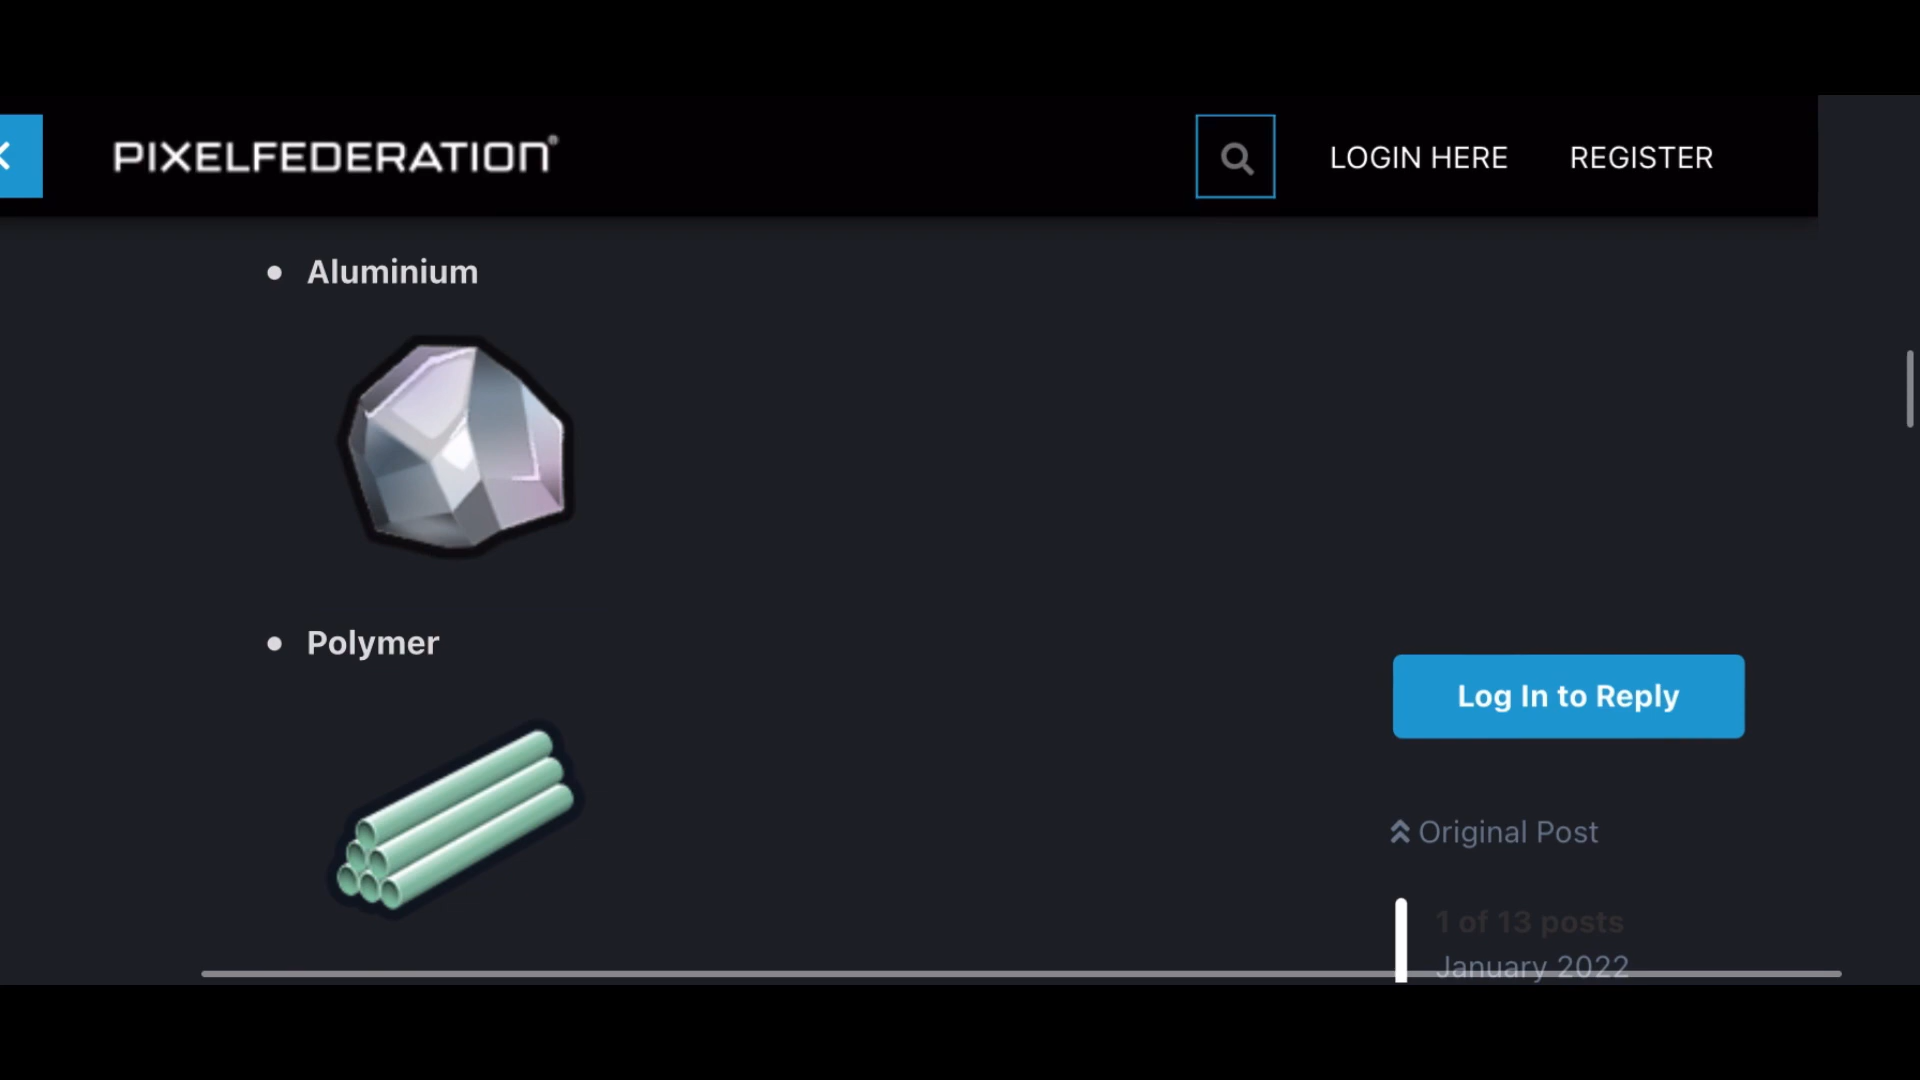 PIXELFEDERATION®
LOGIN HERE
REGISTER
Aluminium
Polymer
Log In to Reply
Original Post
1 of 13 posts
January 2022